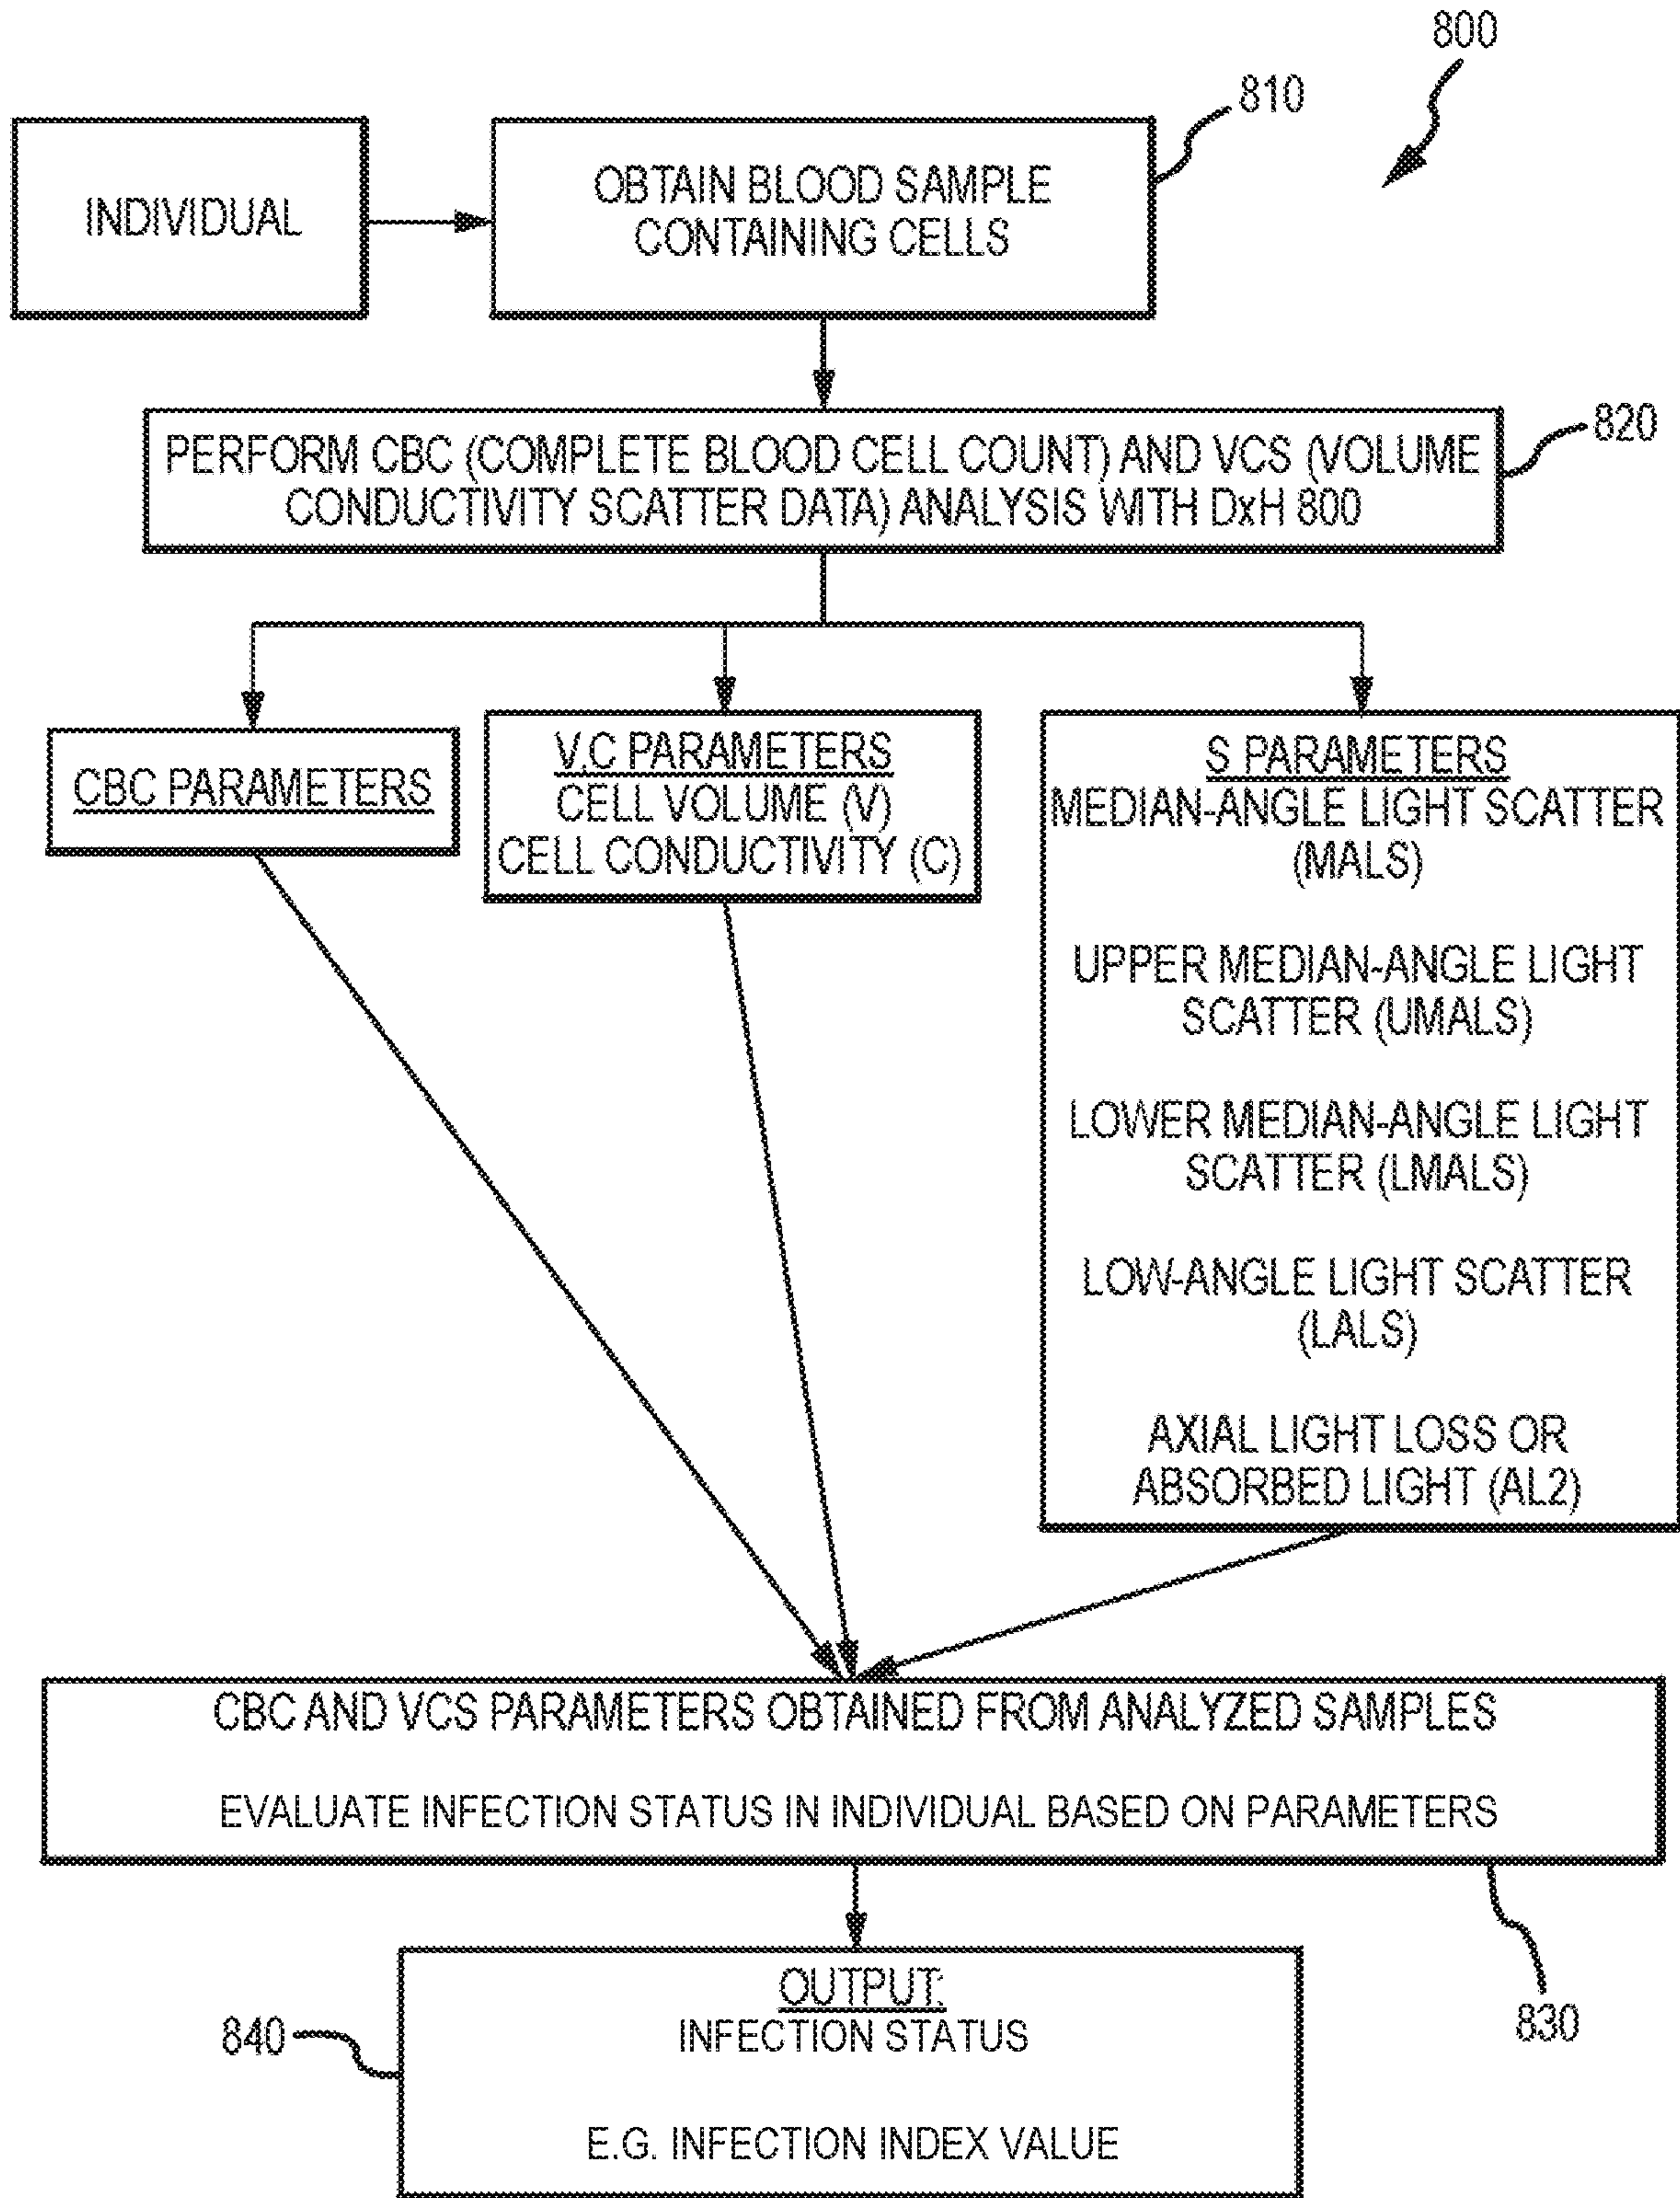 800
810
INDIVIDUAL
OBTAIN BLOOD SAMPLE
CONTAINING CELLS
820
PERFORM CBC (COMPLETE BLOOD CELL COUNT) AND VCS (VOLUME
CONDUCTIVITY SCATTER DATA) ANALYSIS WITH DxH 800
CBC PARAMETERS
V,C PARAMETERS
CELL VOLUME (V)
CELL CONDUCTIVITY (C)
S PARAMETERS
MEDIAN-ANGLE LIGHT SCATTER
(MALS)
UPPER MEDIAN-ANGLE LIGHT
SCATTER (UMALS)
LOWER MEDIAN-ANGLE LIGHT
SCATTER (LMALS)
LOW-ANGLE LIGHT SCATTER
(LALS)
AXIAL LIGHT LOSS OR
ABSORBED LIGHT (AL2)
CBC AND VCS PARAMETERS OBTAINED FROM ANALYZED SAMPLES
EVALUATE INFECTION STATUS IN INDIVIDUAL BASED ON PARAMETERS
830
840
OUTPUT:
INFECTION STATUS
E.G. INFECTION INDEX VALUE